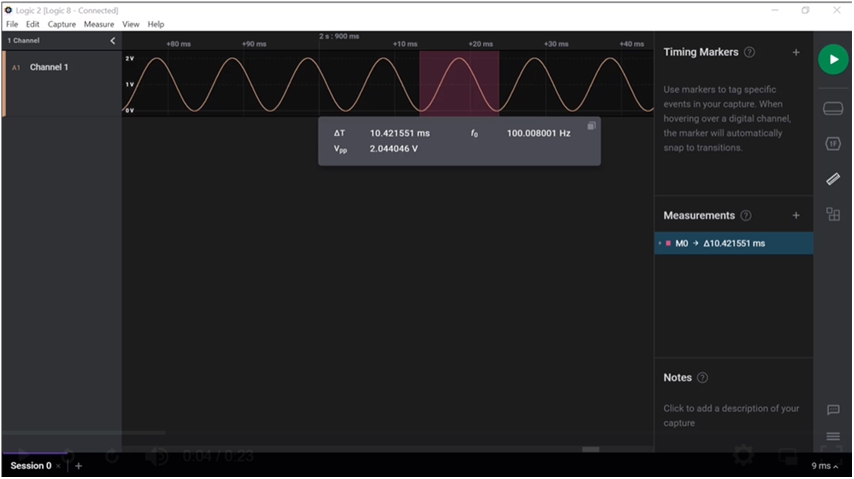 Logic 2 [Logic 8 - Connected]
File Edit Capture Measure View Help
1 Channel
2 s : 900 ms
+80 ms +90 ms +10 ms +20 ms +30 ms +40 ms
A1 Channel 1
2 V
1 V
0 V
ΔT 10.421551 ms f0 100.008001 Hz
Vpp 2.044046 V
Timing Markers
Use markers to tag specific
events in your capture. When
hovering over a digital channel,
the marker will automatically
snap to transitions.
Measurements
M0 → Δ10.421551 ms
Notes
Click to add a description of your
capture
0:04 / 0:23
Session 0
9 ms
1F